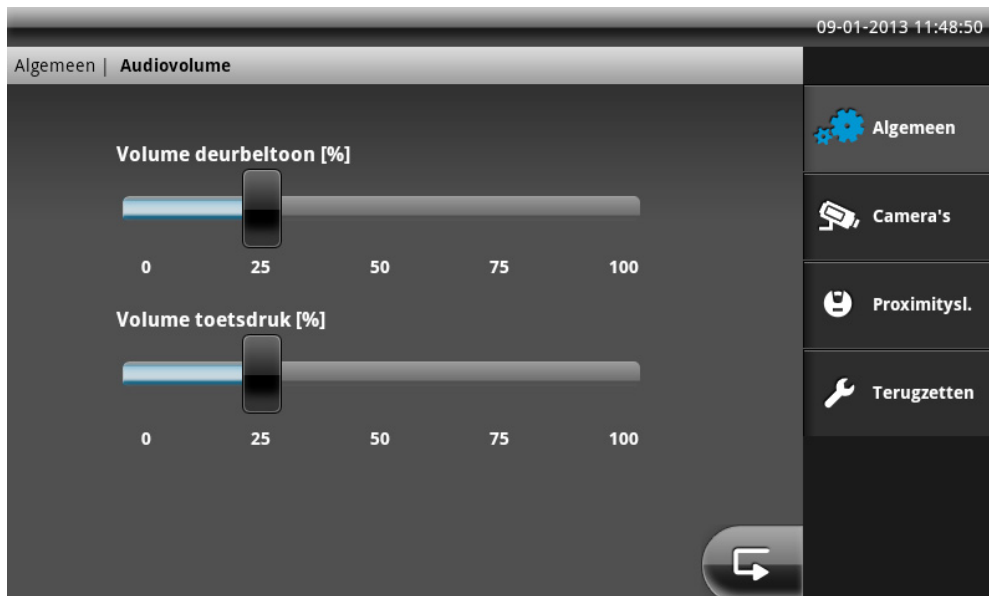 09-01-2013 11:48:50
Algemeen | Audiovolume
Volume deurbeltoon [%]
0 25 50 75 100
Volume toetsdruk [%]
0 25 50 75 100
Algemeen
Camera's
Proximitysl.
Terugzetten